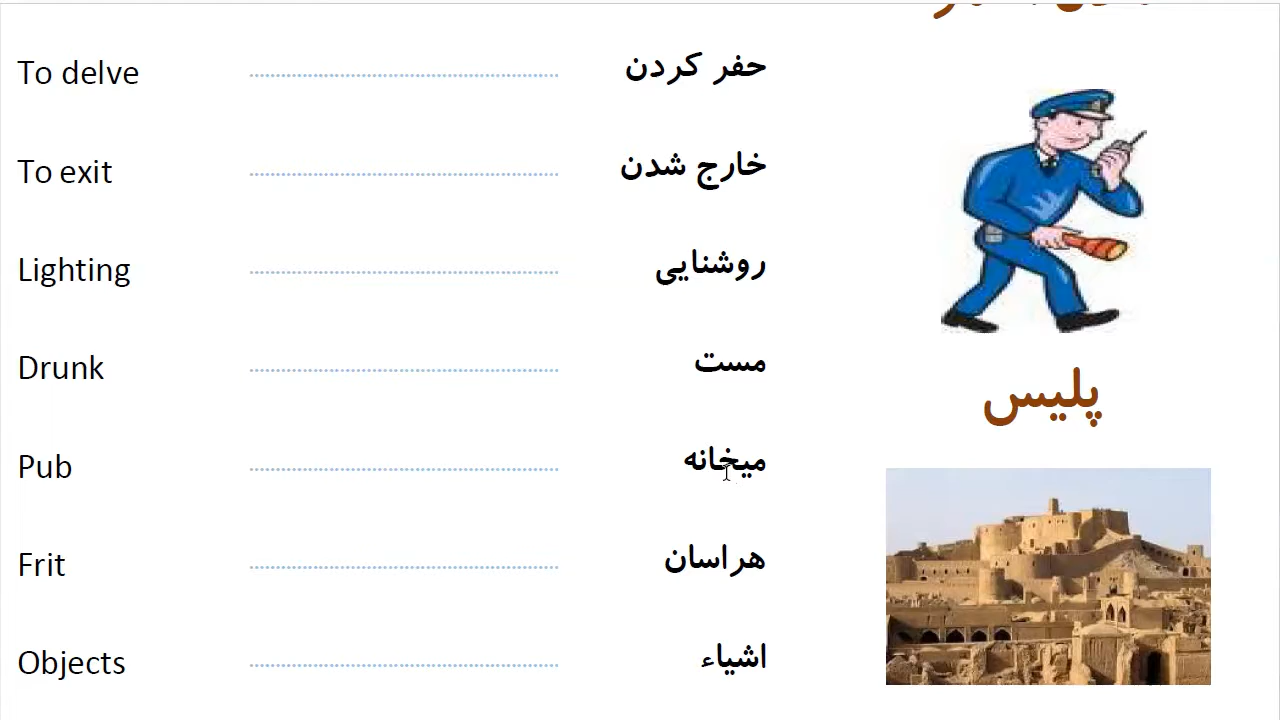 To delve حفر کردن
To exit خارج شدن
Lighting روشنایی
Drunk مست
Pub میخانه
Frit هراسان
Objects اشیاء
پلیس